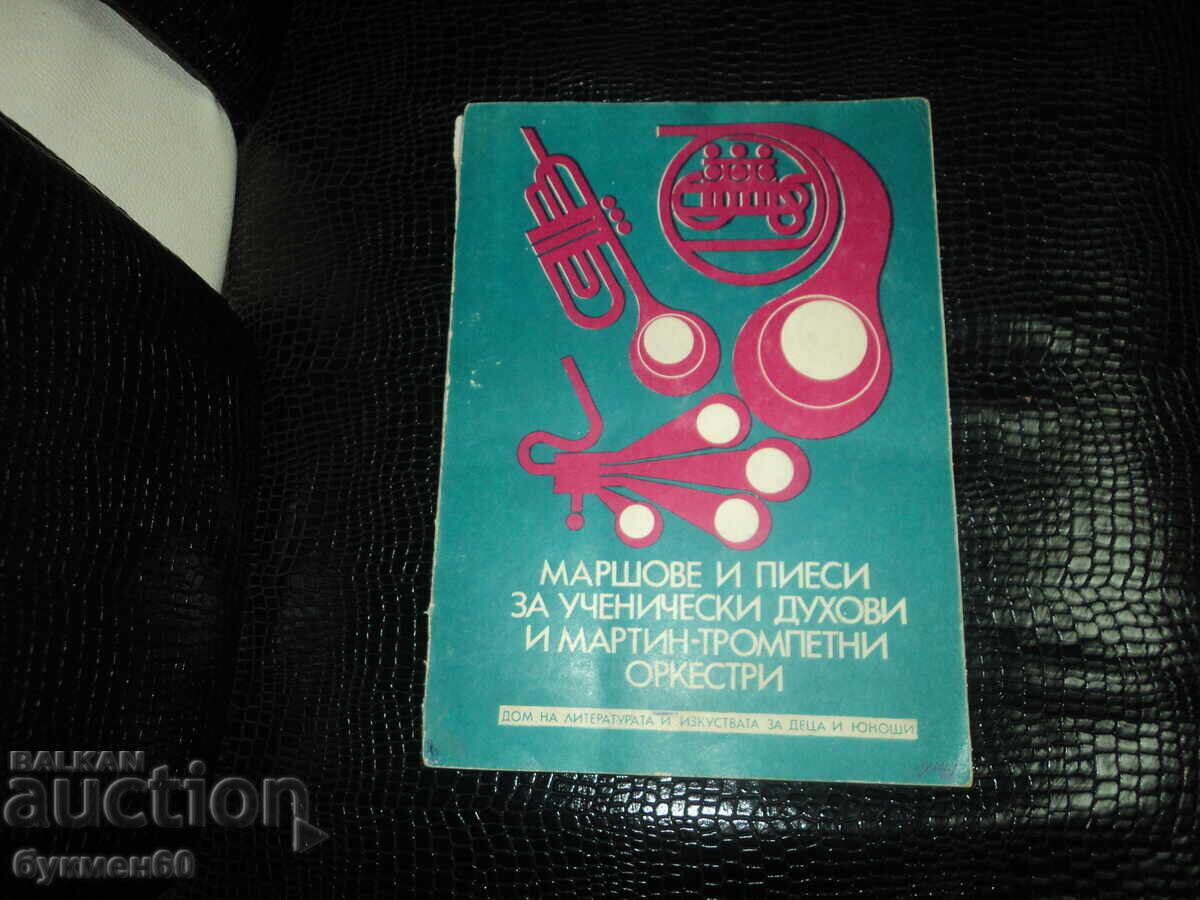 МАРШОВЕ И ПИЕСИ
ЗА УЧЕНИЧЕСКИ ДУХОВИ
И МАРТИН-ТРОМПЕТНИ
ОРКЕСТРИ
ДОМ НА ЛИТЕРАТУРАТА И ИЗКУСТВАТА ЗА ДЕЦА И ЮНОШИ
BALKAN
auction
букмен60